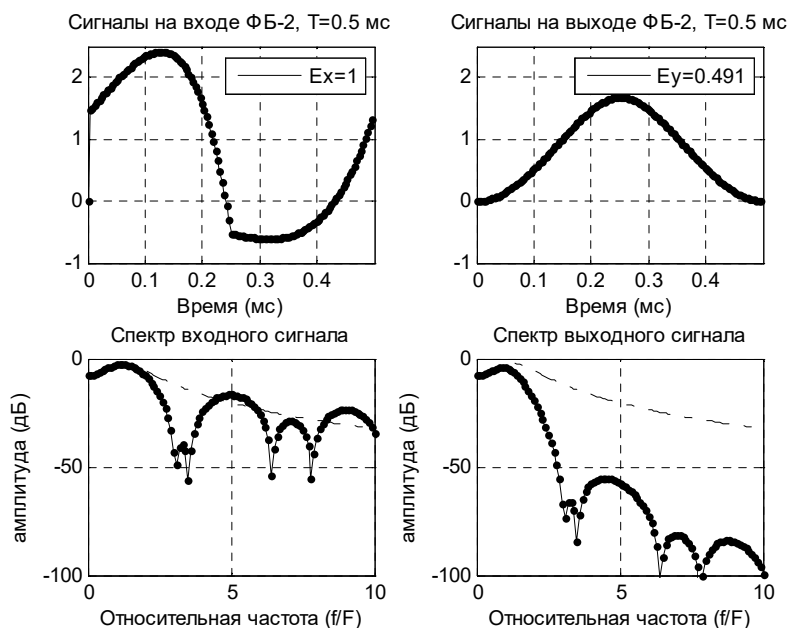 Сигналы на входе ФБ-2, T=0.5 мс
Ex=1
2
1
0
-1
0 0.1 0.2 0.3 0.4
Время (мс)
Сигналы на выходе ФБ-2, T=0.5 мс
Ey=0.491
2
1
0
-1
0 0.1 0.2 0.3 0.4
Время (мс)
Спектр входного сигнала
амплитуда (дБ)
0
-50
-100
0 5 10
Относительная частота (f/F)
Спектр выходного сигнала
амплитуда (дБ)
0
-50
-100
0 5 10
Относительная частота (f/F)